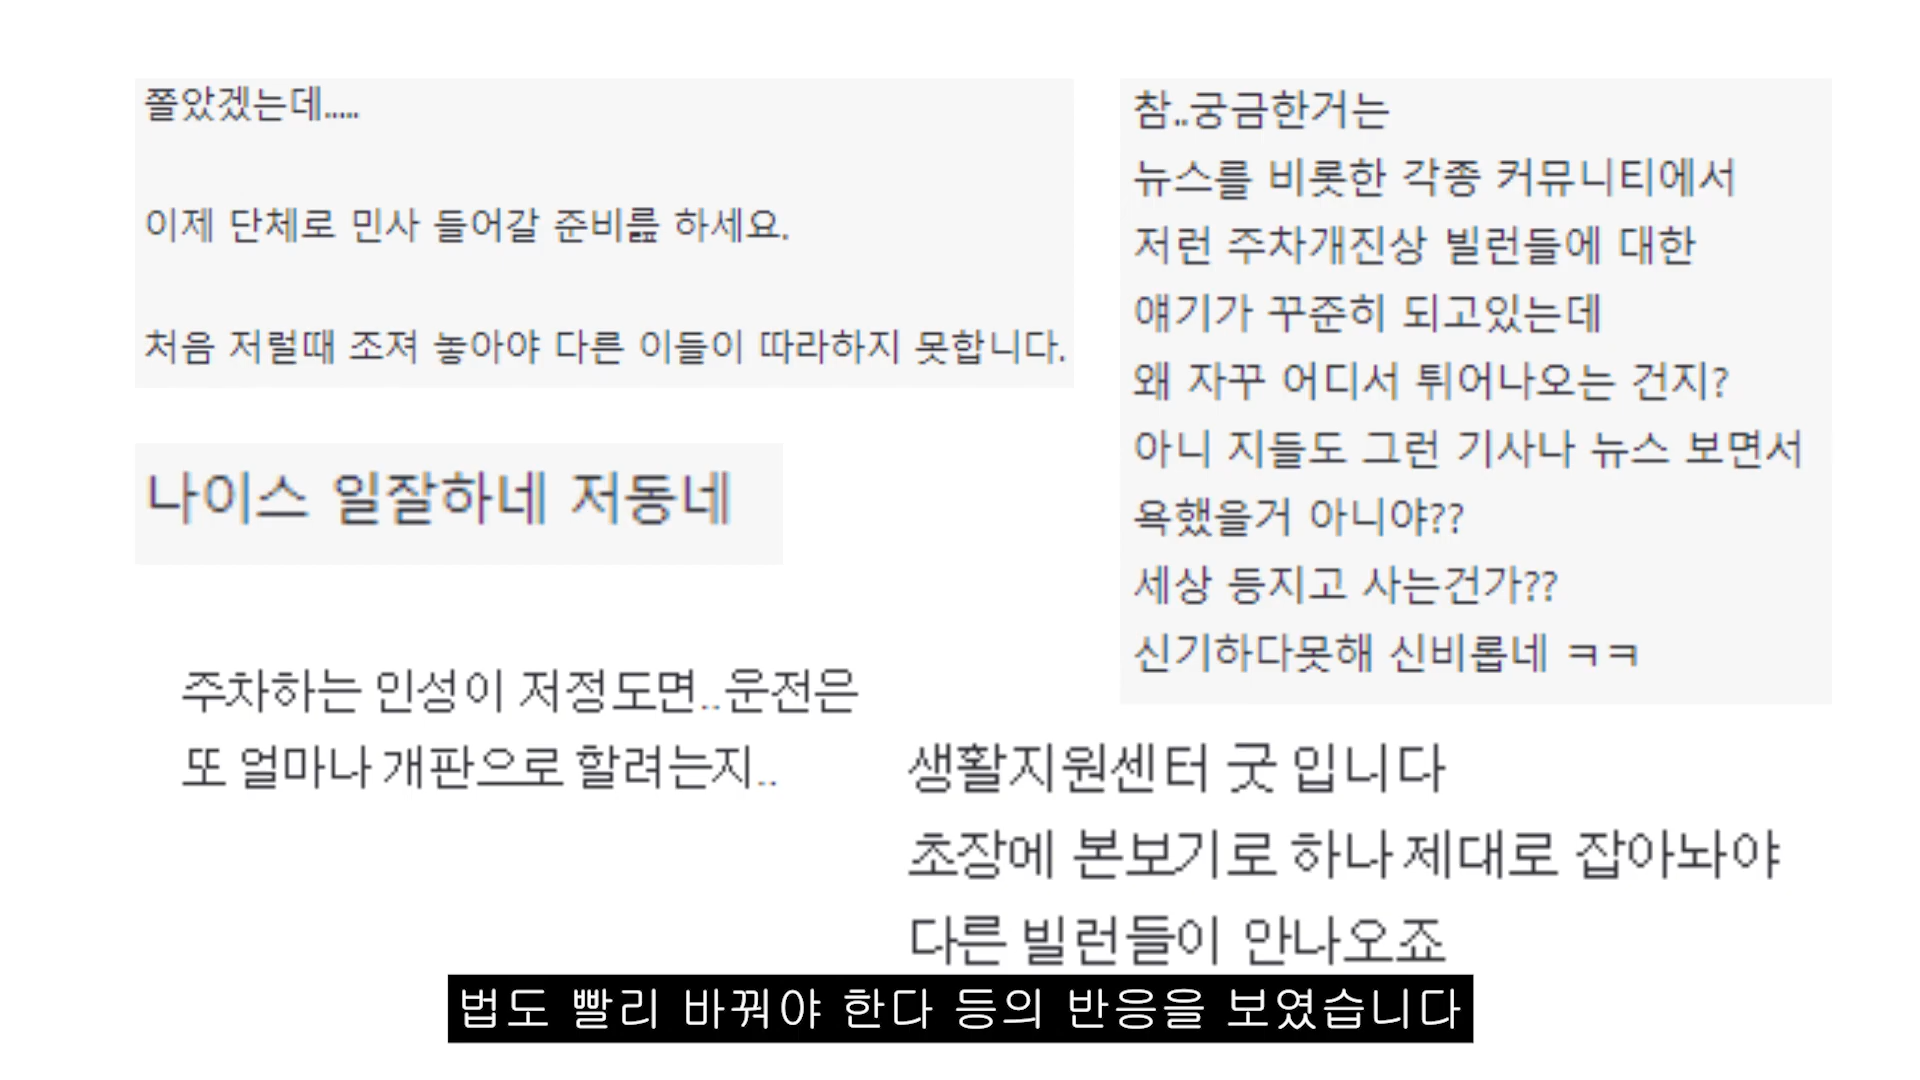 쫄았겠는데.....
이제 단체로 민사 들어갈 준비릂 하세요.
처음 저럴때 조져 놓아야 다른 이들이 따라하지 못합니다.
나이스 일잘하네 저동네
주차하는 인성이 저정도면..운전은
또 얼마나 개판으로 할려는지..
참..궁금한거는
뉴스를 비롯한 각종 커뮤니티에서
저런 주차개진상 빌런들에 대한
얘기가 꾸준히 되고있는데
왜 자꾸 어디서 튀어나오는 건지?
아니 지들도 그런 기사나 뉴스 보면서
욕했을거 아니야??
세상 등지고 사는건가??
신기하다못해 신비롭네 ㅋㅋ
생활지원센터 굿 입니다
초장에 본보기로 하나 제대로 잡아놔야
다른 빌런들이 안나오죠
법도 빨리 바꿔야 한다 등의 반응을 보였습니다